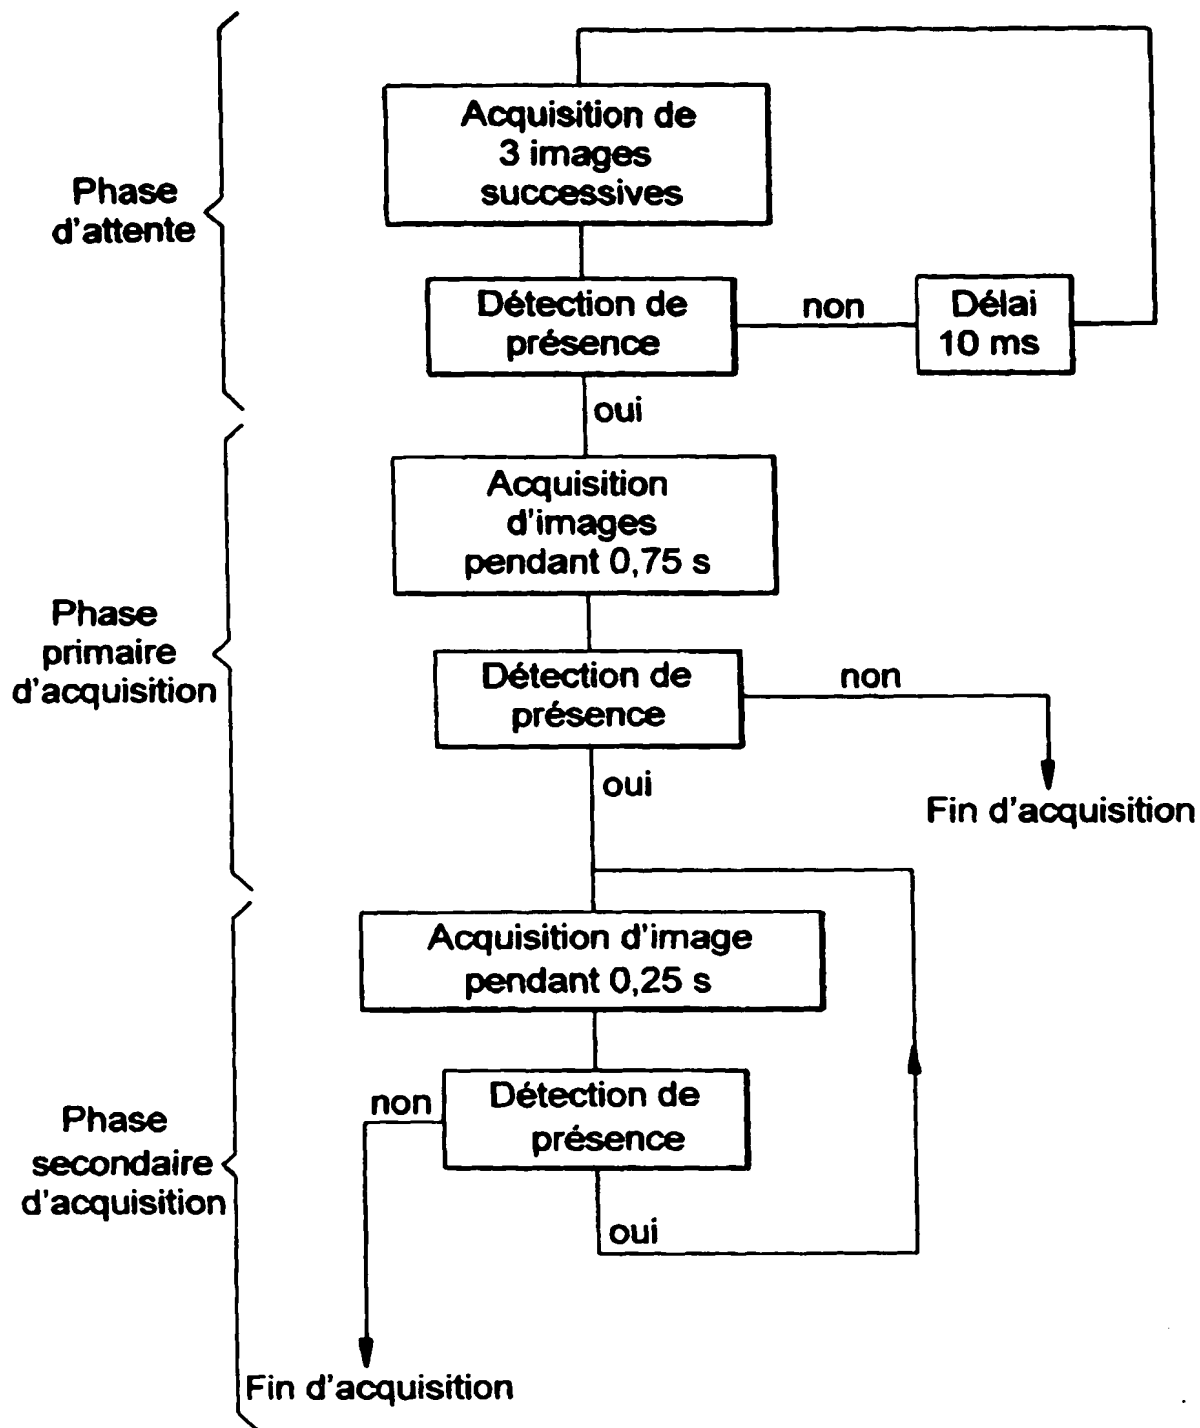 Phase
d'attente
Acquisition de
3 images
successives
Détection de
présence
non
Délai
10 ms
oui
Phase
primaire
d'acquisition
Acquisition
d'images
pendant 0,75 s
Détection de
présence
non
oui
Fin d'acquisition
Phase
secondaire
d'acquisition
Acquisition d'image
pendant 0,25 s
Détection de
présence
non
oui
Fin d'acquisition